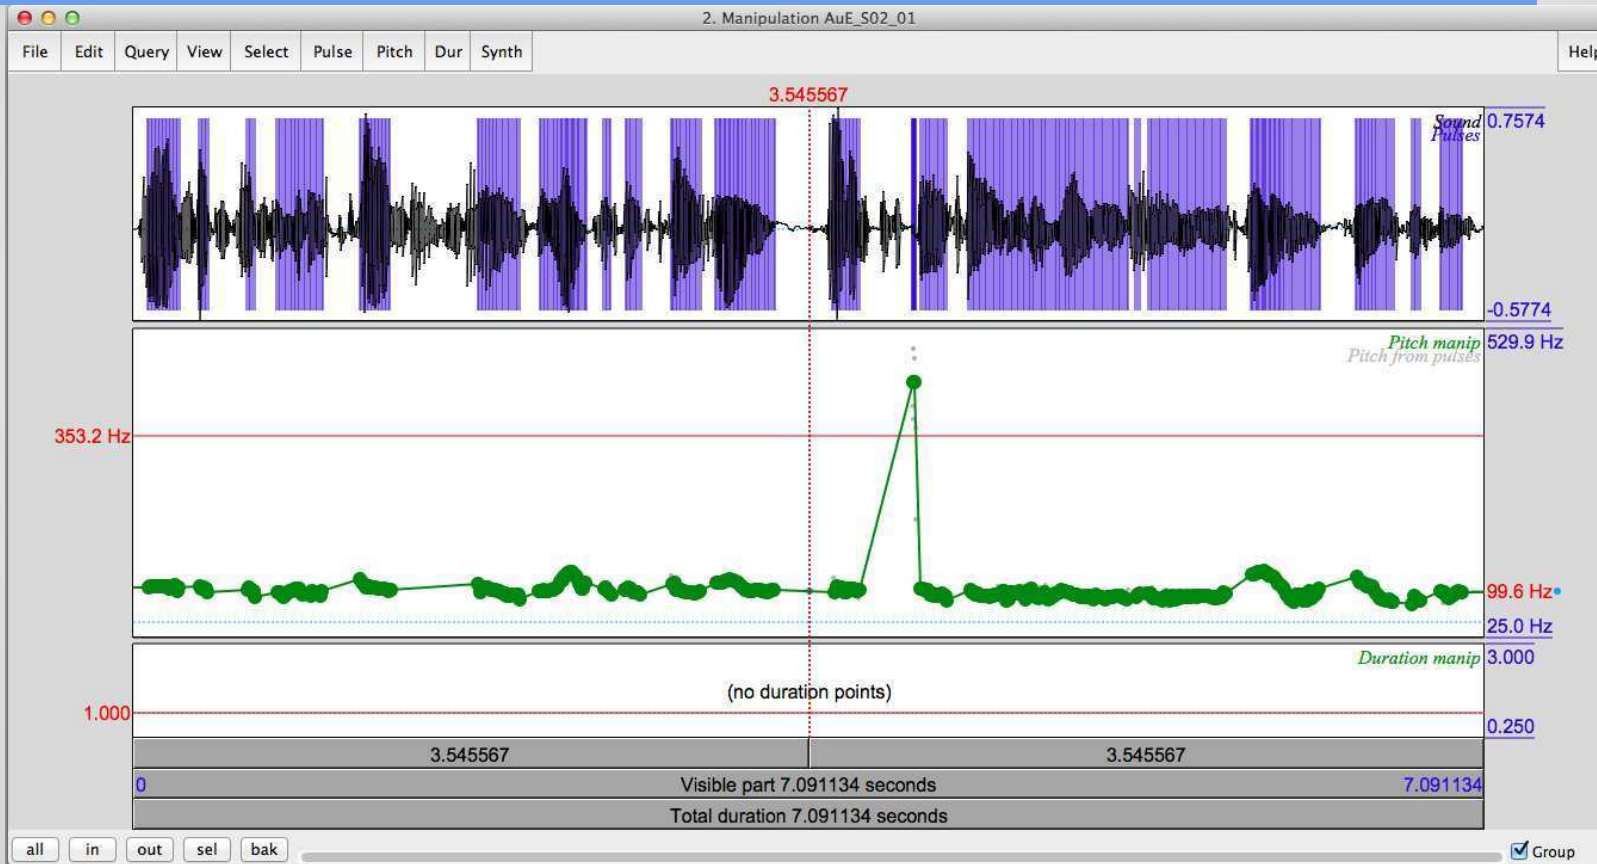 2. Manipulation AuE_S02_01
File Edit Query View Select Pulse Pitch Dur Synth Help
3.545567
Sound 0.7574
Pulses
-0.5774
Pitch manip 529.9 Hz
Pitch from pulses
353.2 Hz
99.6 Hz
25.0 Hz
Duration manip 3.000
(no duration points)
1.000
0.250
3.545567 3.545567
0 Visible part 7.091134 seconds 7.091134
Total duration 7.091134 seconds
all in out sel bak Group